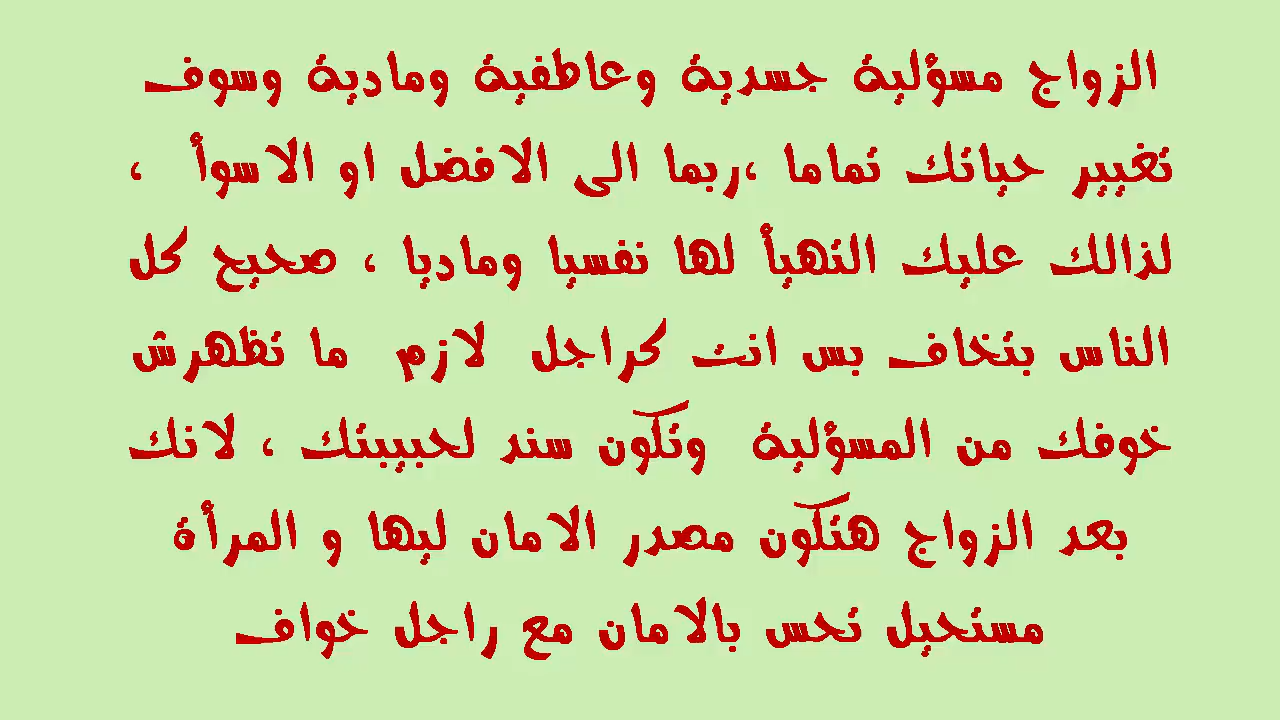 الزواج مسؤلية جسدية وعاطفية ومادية وسوف
تغيير حياتك تماما ،ربما الى الافضل او الاسوأ ،
لذالك عليك التهيأ لها نفسيا وماديا ، صحيح كل
الناس بتخاف بس انت كراجل لازم ما تظهرش
خوفك من المسؤلية وتكون سند لحبيبتك ، لانك
بعد الزواج هتكون مصدر الامان ليها و المرأة
مستحيل تحس بالامان مع راجل خواف